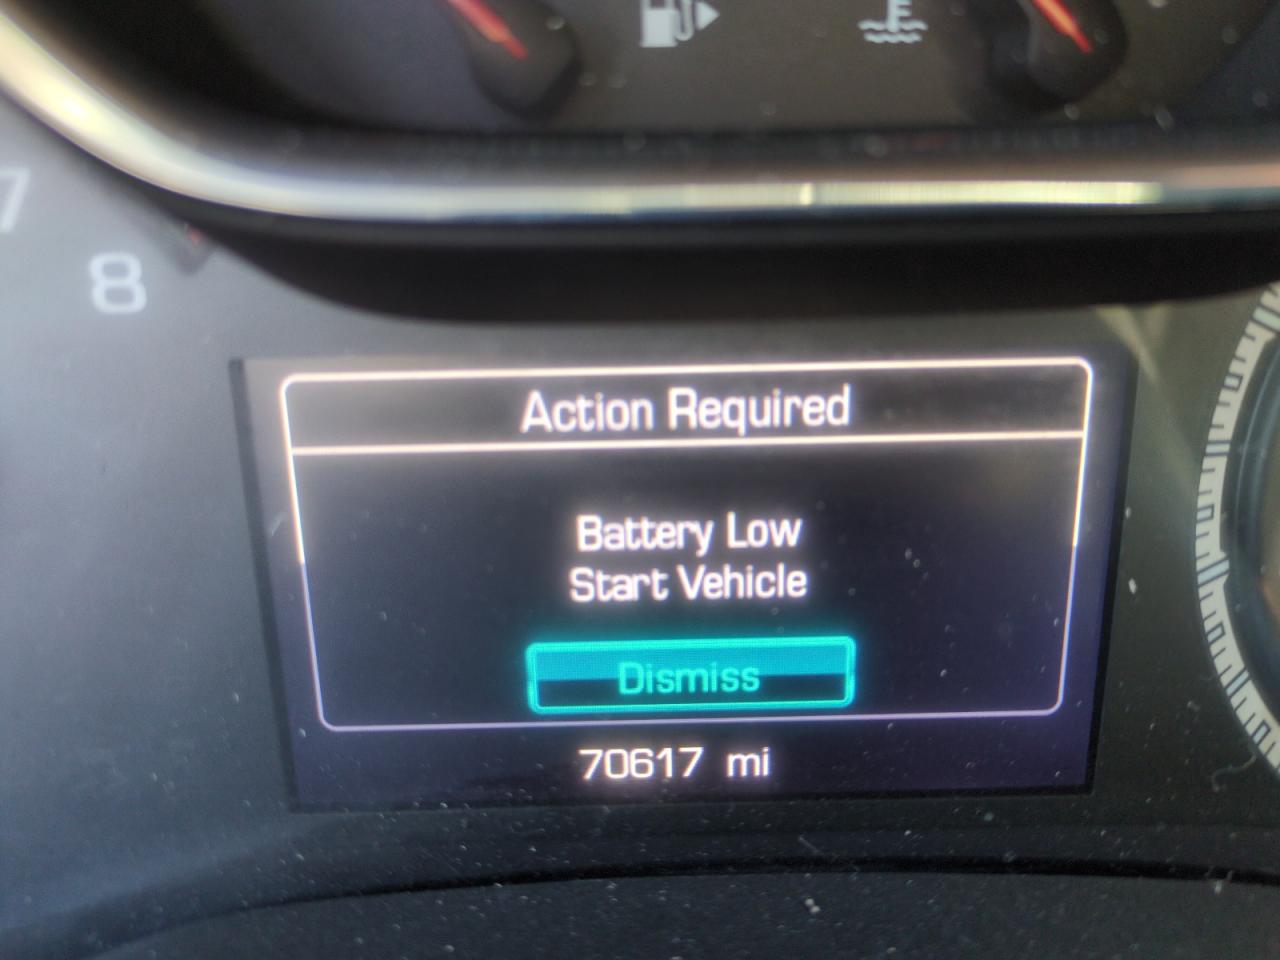 7
8
Action Required
Battery Low
Start Vehicle
Dismiss
70617 mi